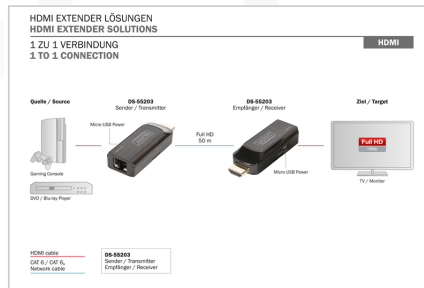 HDMI EXTENDER LÖSUNGEN
HDMI EXTENDER SOLUTIONS
1 ZU 1 VERBINDUNG
1 TO 1 CONNECTION
HDMI
Quelle / Source
DS-55203
Sender / Transmitter
DS-55203
Empfänger / Receiver
Ziel / Target
Micro USB Power
Full HD
50 m
Full HD
Micro USB Power
Gaming Console
TV / Monitor
DVD / Blu-ray Player
HDMI cable
CAT 6 / CAT 6A
Network cable
DS-55203
Sender / Transmitter
Empfänger / Receiver